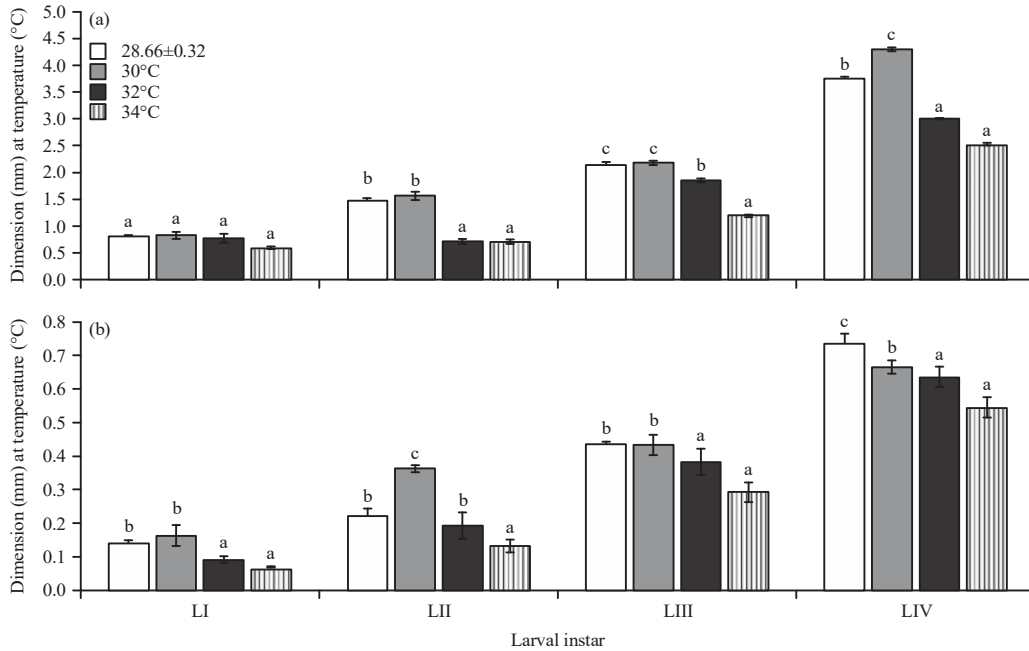 (a)
28.66±0.32
30°C
32°C
34°C
Dimension (mm) at temperature (°C)
5.0
4.5
4.0
3.5
3.0
2.5
2.0
1.5
1.0
0.5
0.0
a a a a
b b a a
c c b a
b c a a
(b)
Dimension (mm) at temperature (°C)
0.8
0.7
0.6
0.5
0.4
0.3
0.2
0.1
0.0
b b a a
b c b a
b b a a
c b a a
LI LII LIII LIV
Larval instar